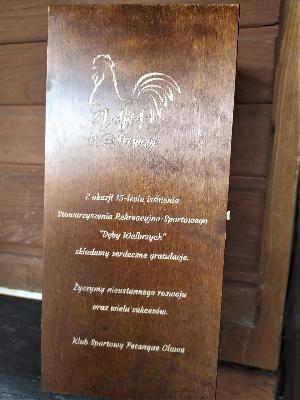 Z okazji 15-lecia Istnienia
Stowarzyszenia Rekreacyjno-Sportowego
"Dęby Wałbrzych"
składamy serdeczne gratulacje.
Życzymy nieustannego rozwoju
oraz wielu sukcesów.
Klub Sportowy Petanque Oława